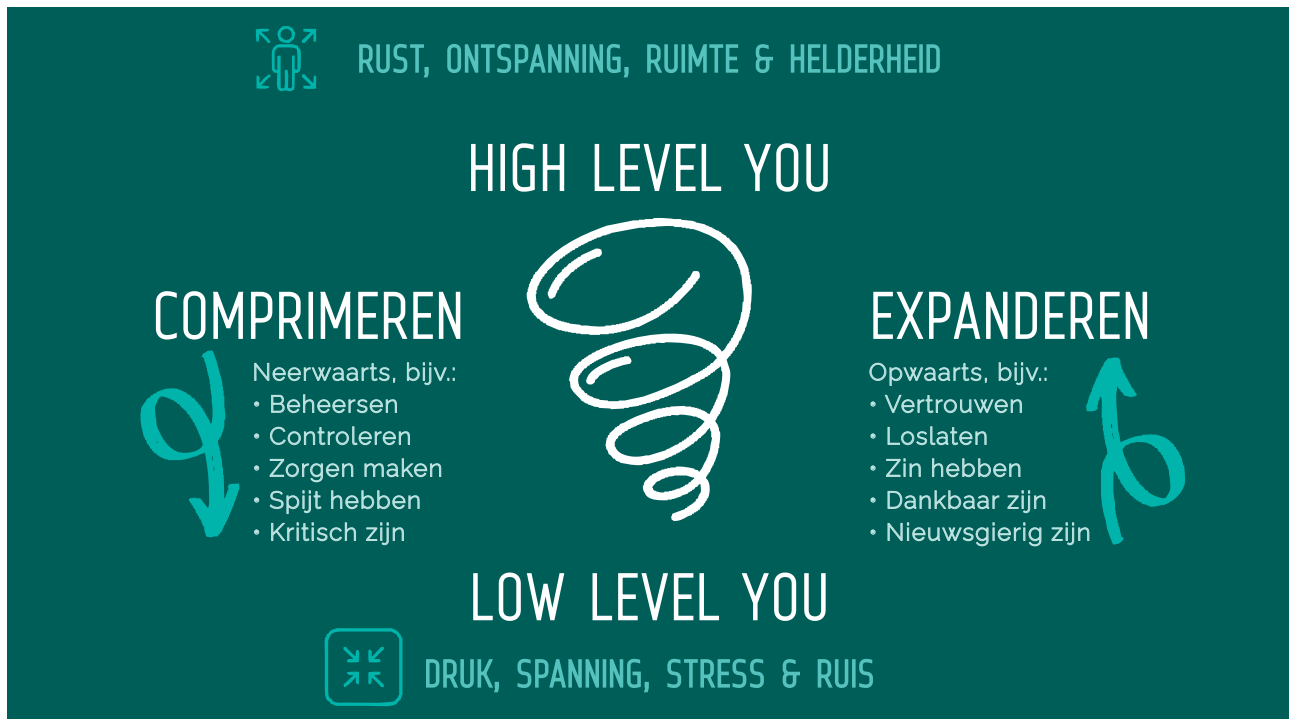 RUST, ONTSPANNING, RUIMTE & HELDERHEID
HIGH LEVEL YOU
COMPRIMEREN
Neerwaarts, bijv.:
• Beheersen
• Controleren
• Zorgen maken
• Spijt hebben
• Kritisch zijn
EXPANDEREN
Opwaarts, bijv.:
• Vertrouwen
• Loslaten
• Zin hebben
• Dankbaar zijn
• Nieuwsgierig zijn
LOW LEVEL YOU
DRUK, SPANNING, STRESS & RUIS